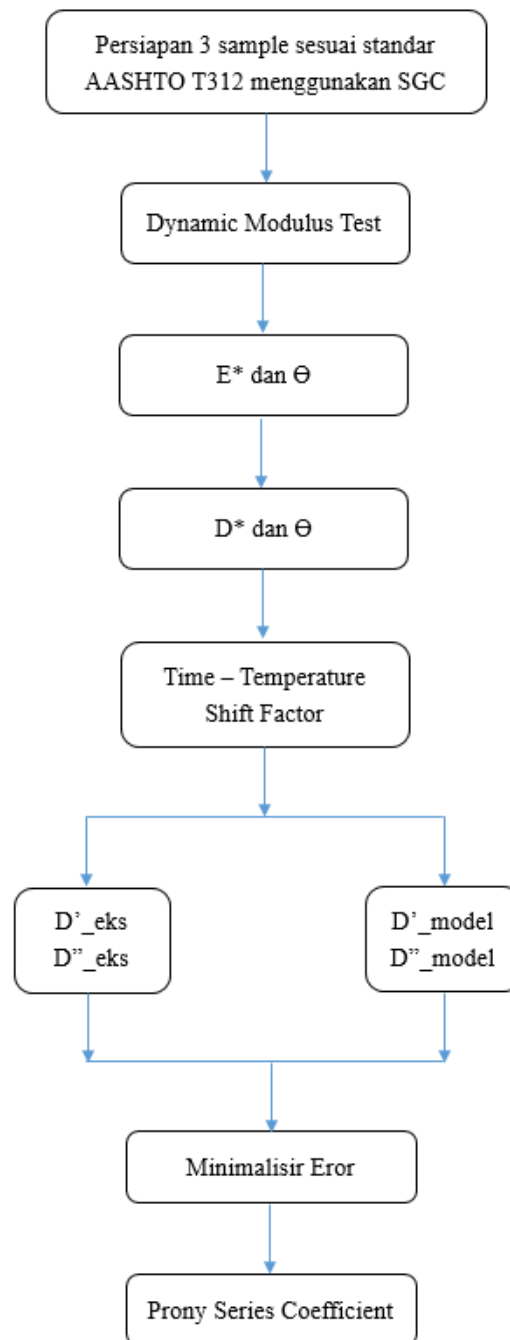 Persiapan 3 sample sesuai standar
AASHTO T312 menggunakan SGC
Dynamic Modulus Test
E* dan ϴ
D* dan ϴ
Time – Temperature
Shift Factor
D’_eks
D”_eks
D’_model
D”_model
Minimalisir Eror
Prony Series Coefficient